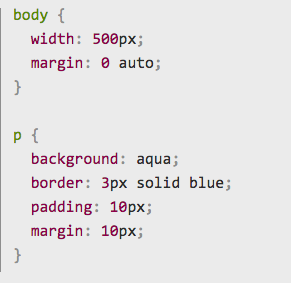 body {
  width: 500px;
  margin: 0 auto;
}

p {
  background: aqua;
  border: 3px solid blue;
  padding: 10px;
  margin: 10px;
}